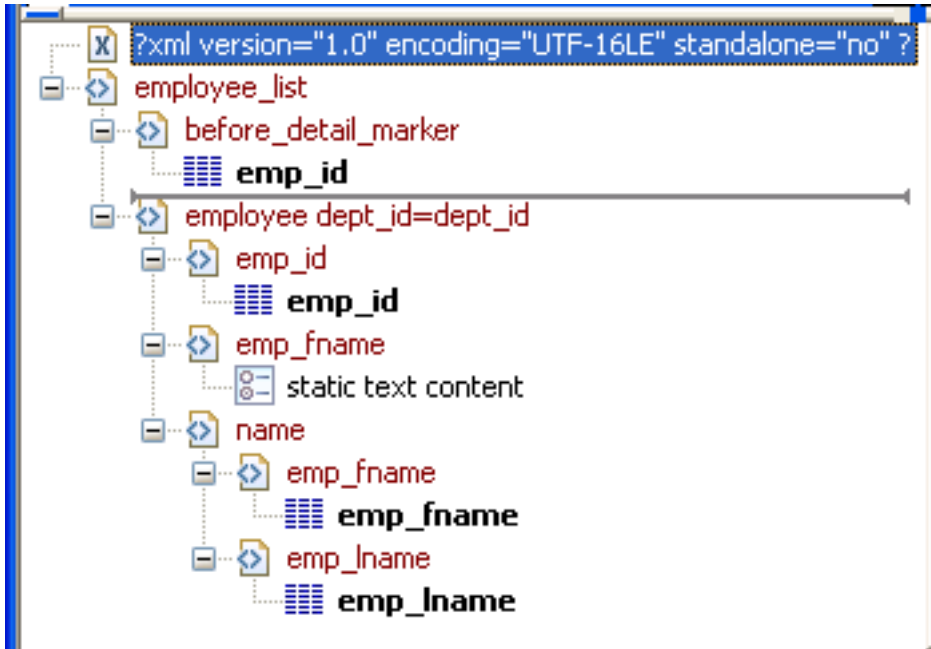 ?xml version="1.0" encoding="UTF-16LE" standalone="no" ?
employee_list
before_detail_marker
emp_id
employee dept_id=dept_id
emp_id
emp_id
emp_fname
static text content
name
emp_fname
emp_fname
emp_lname
emp_lname